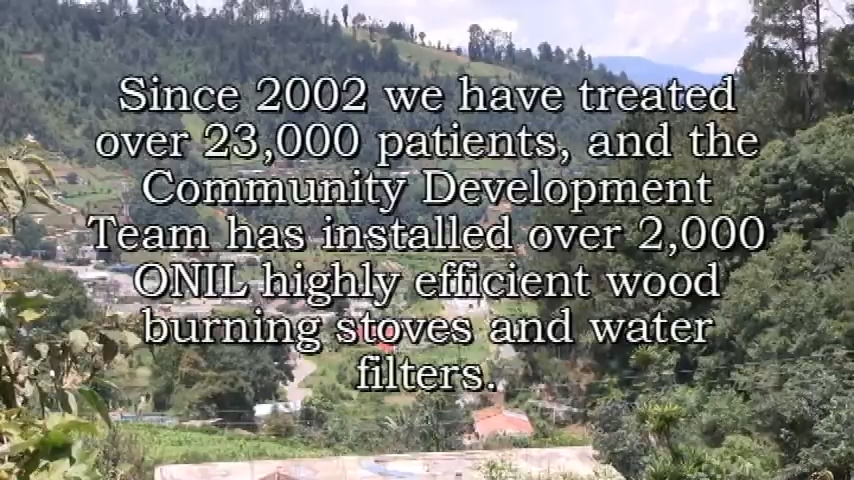 Since 2002 we have treated
over 23,000 patients, and the
Community Development
Team has installed over 2,000
ONIL highly efficient wood
burning stoves and water
filters.